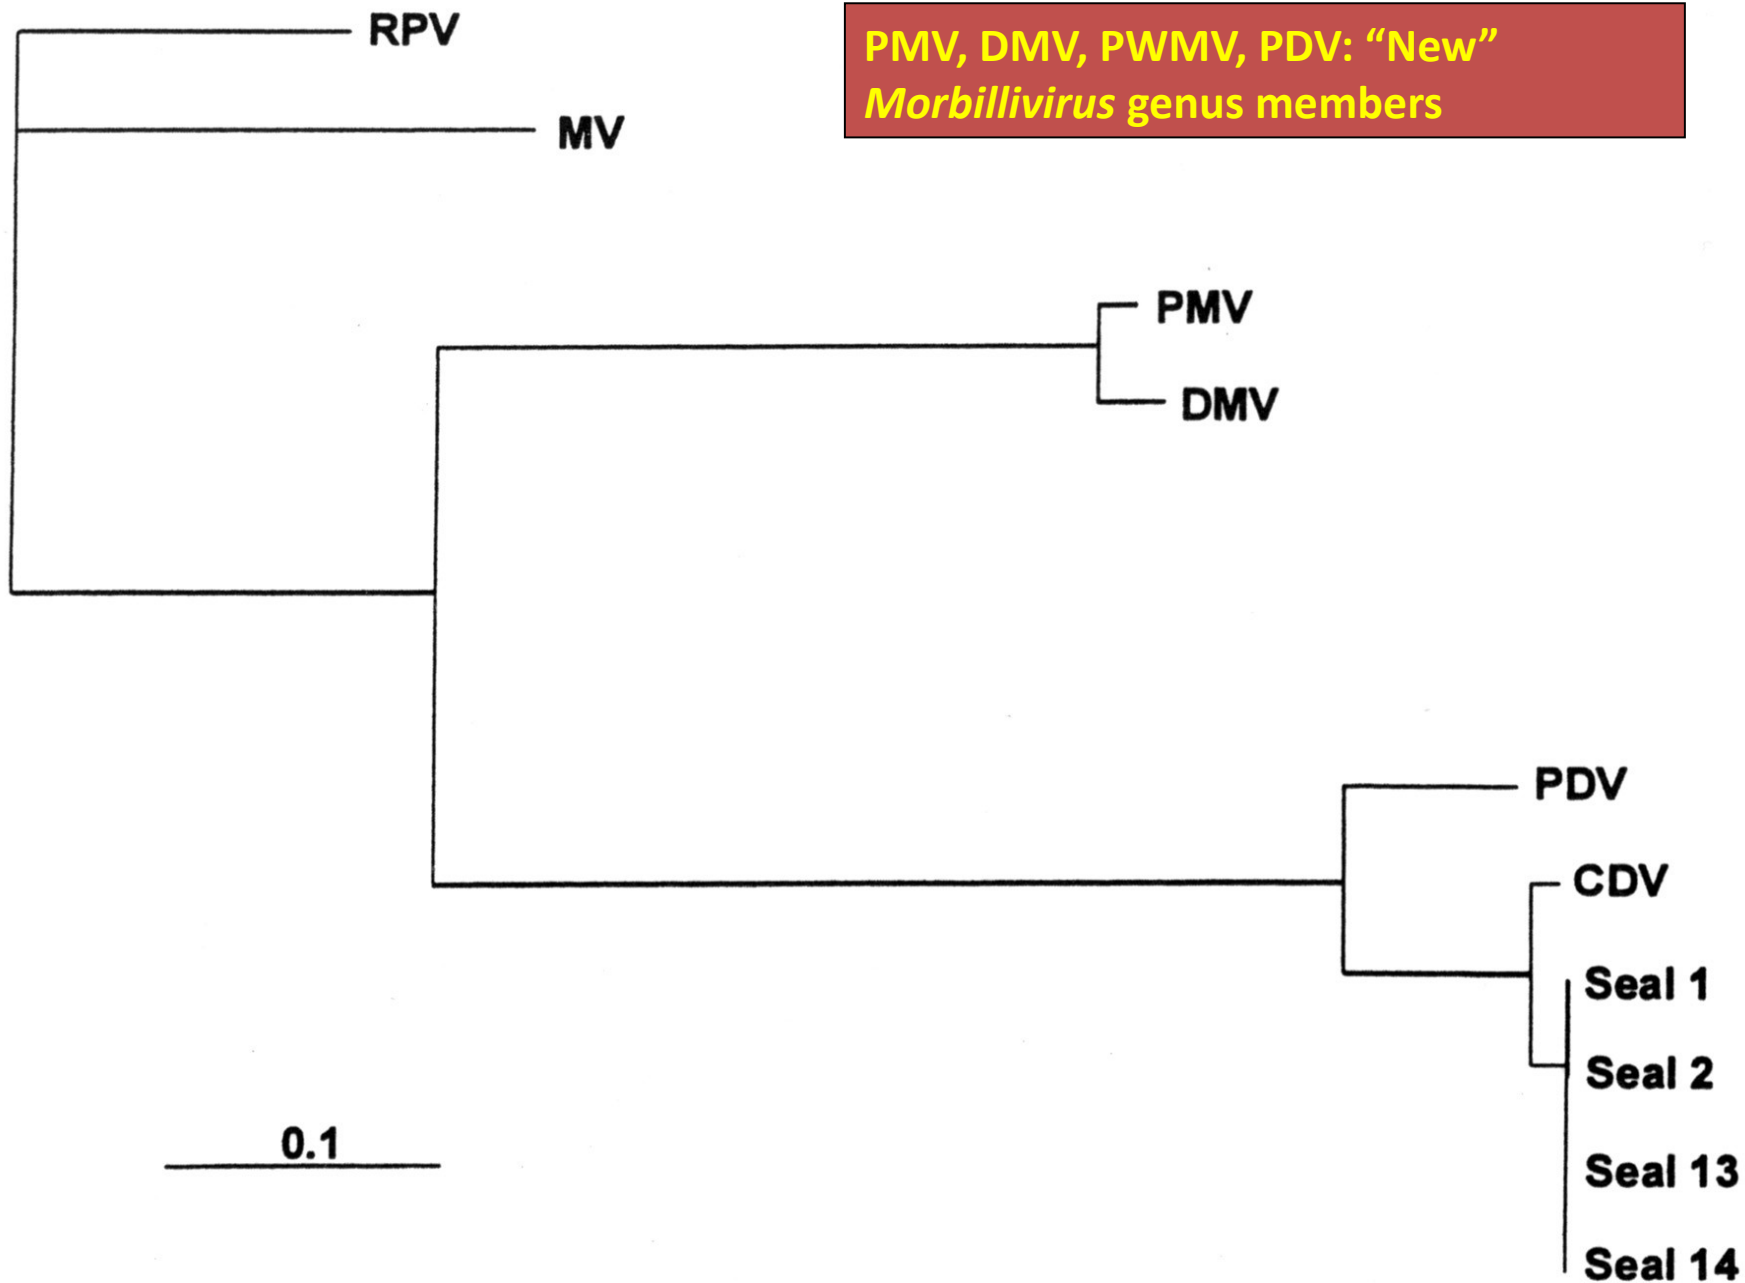 RPV
PMV, DMV, PWMV, PDV: “New”
Morbillivirus genus members
MV
PMV
DMV
PDV
CDV
Seal 1
Seal 2
0.1
Seal 13
Seal 14